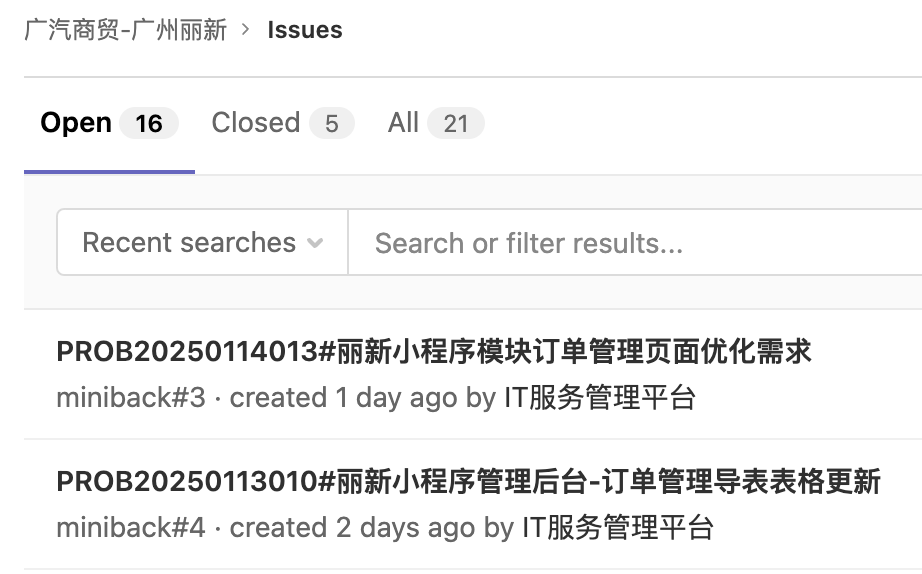 广汽商贸-广州丽新 › Issues
Open 16 Closed 5 All 21
Recent searches Search or filter results...
PROB20250114013#丽新小程序模块订单管理页面优化需求
miniback#3 · created 1 day ago by IT服务管理平台
PROB20250113010#丽新小程序管理后台-订单管理导表表格更新
miniback#4 · created 2 days ago by IT服务管理平台